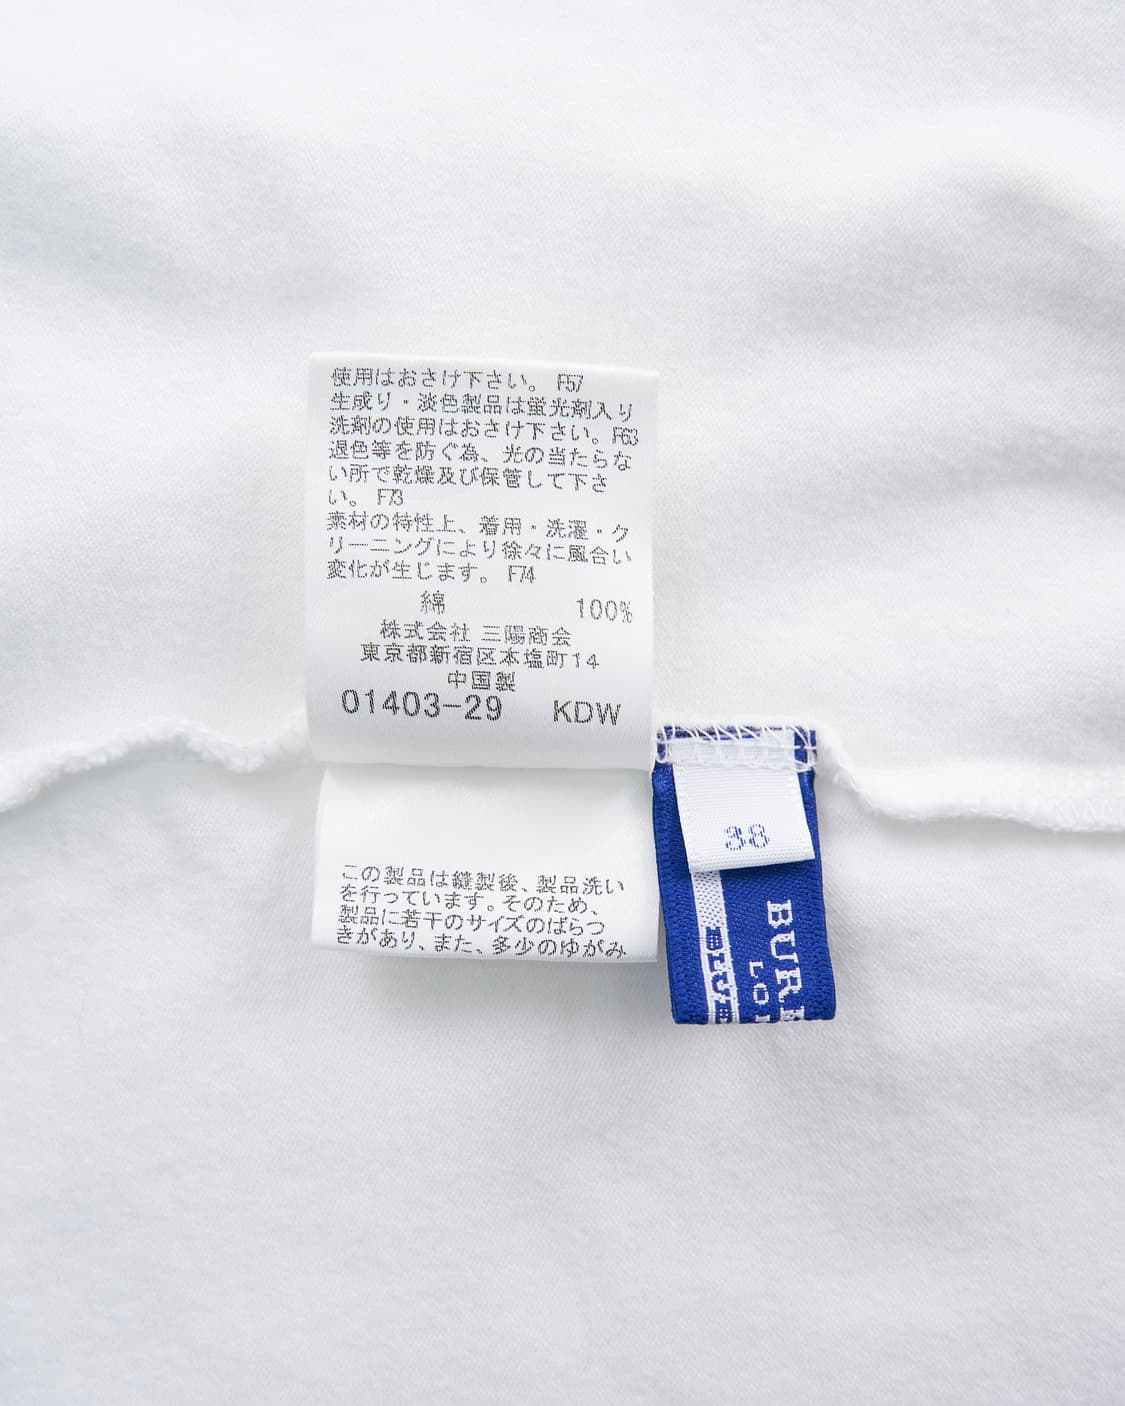 使用はおさけ下さい。 F57
生成り・淡色製品は蛍光剤入り
洗剤の使用はおさけ下さい。F63
退色等を防ぐ為、光の当たらな
い所で乾燥及び保管して下さ
い。 F73
素材の特性上、着用・洗濯・ク
リーニングにより徐々に風合い
変化が生じます。 F74
綿 100%
株式会社 三陽商会
東京都新宿区本塩町14
中国製
01403-29 KDW
この製品は縫製後、製品洗い
を行っています。そのため、
製品に若干のサイズのばらつ
きがあり、また、多少のゆがみ
38
BUR
LO